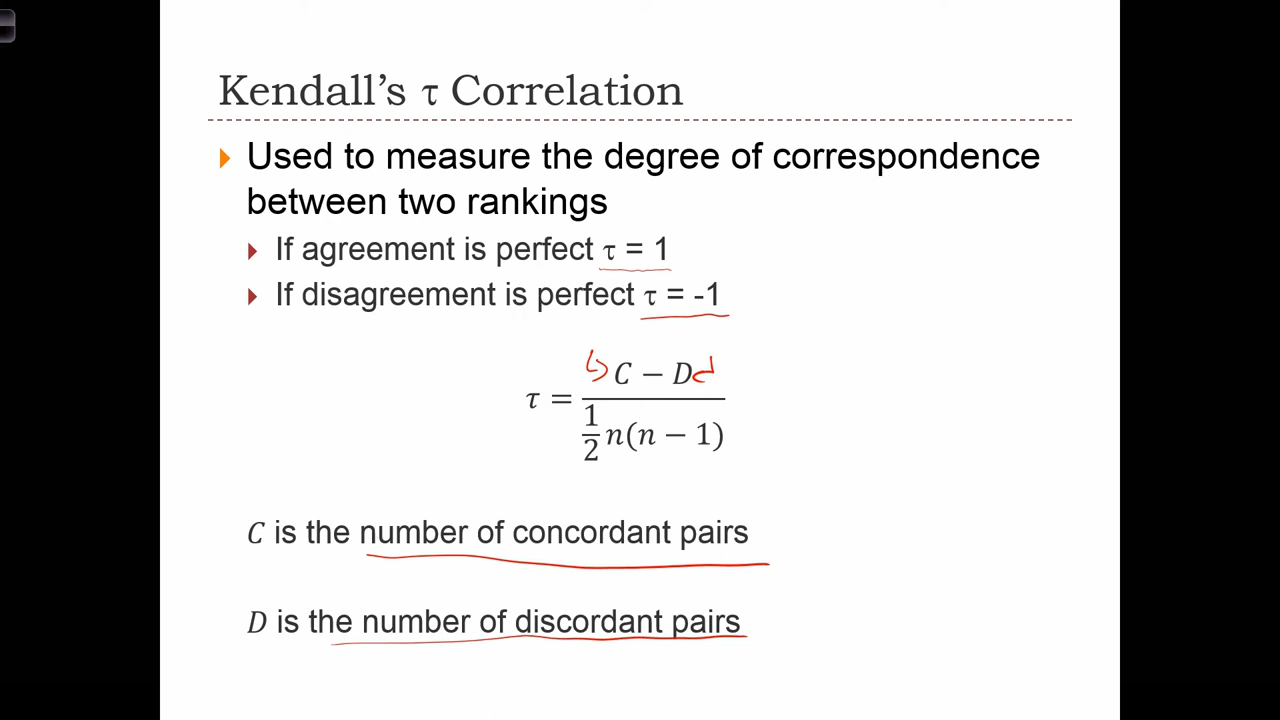 Kendall's τ Correlation
Used to measure the degree of correspondence
between two rankings
If agreement is perfect τ = 1
If disagreement is perfect τ = -1
τ = (C − D) / (1/2 n(n − 1))
C is the number of concordant pairs
D is the number of discordant pairs